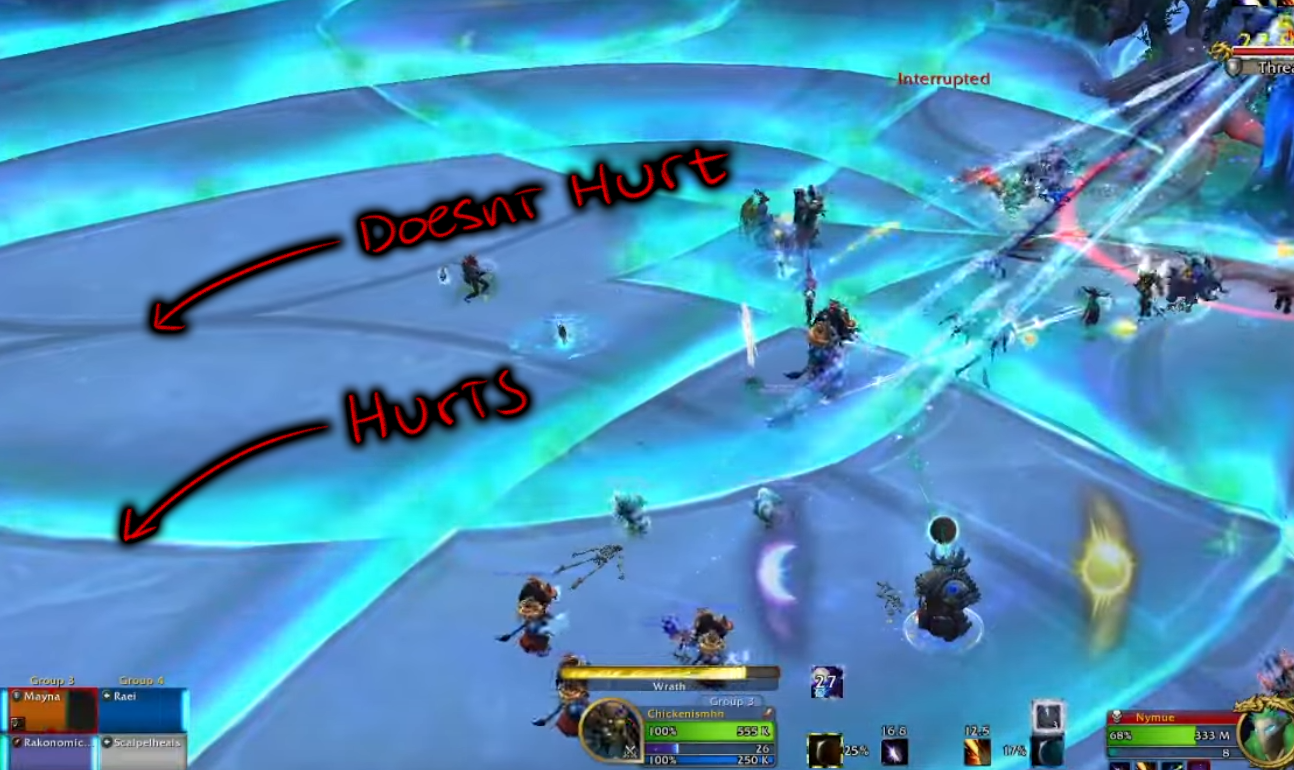 Interrupted
Threa
Doesnt Hurt
Hurts
Group 3
Group 4
Mayna
Raei
Rakonomic...
Scalpelheals
Wrath
27
Group 3
Chickenismhh
100%
555 K
26
100%
250 K
25%
16.6
12.5
17%
Nymue
68%
333 M
8